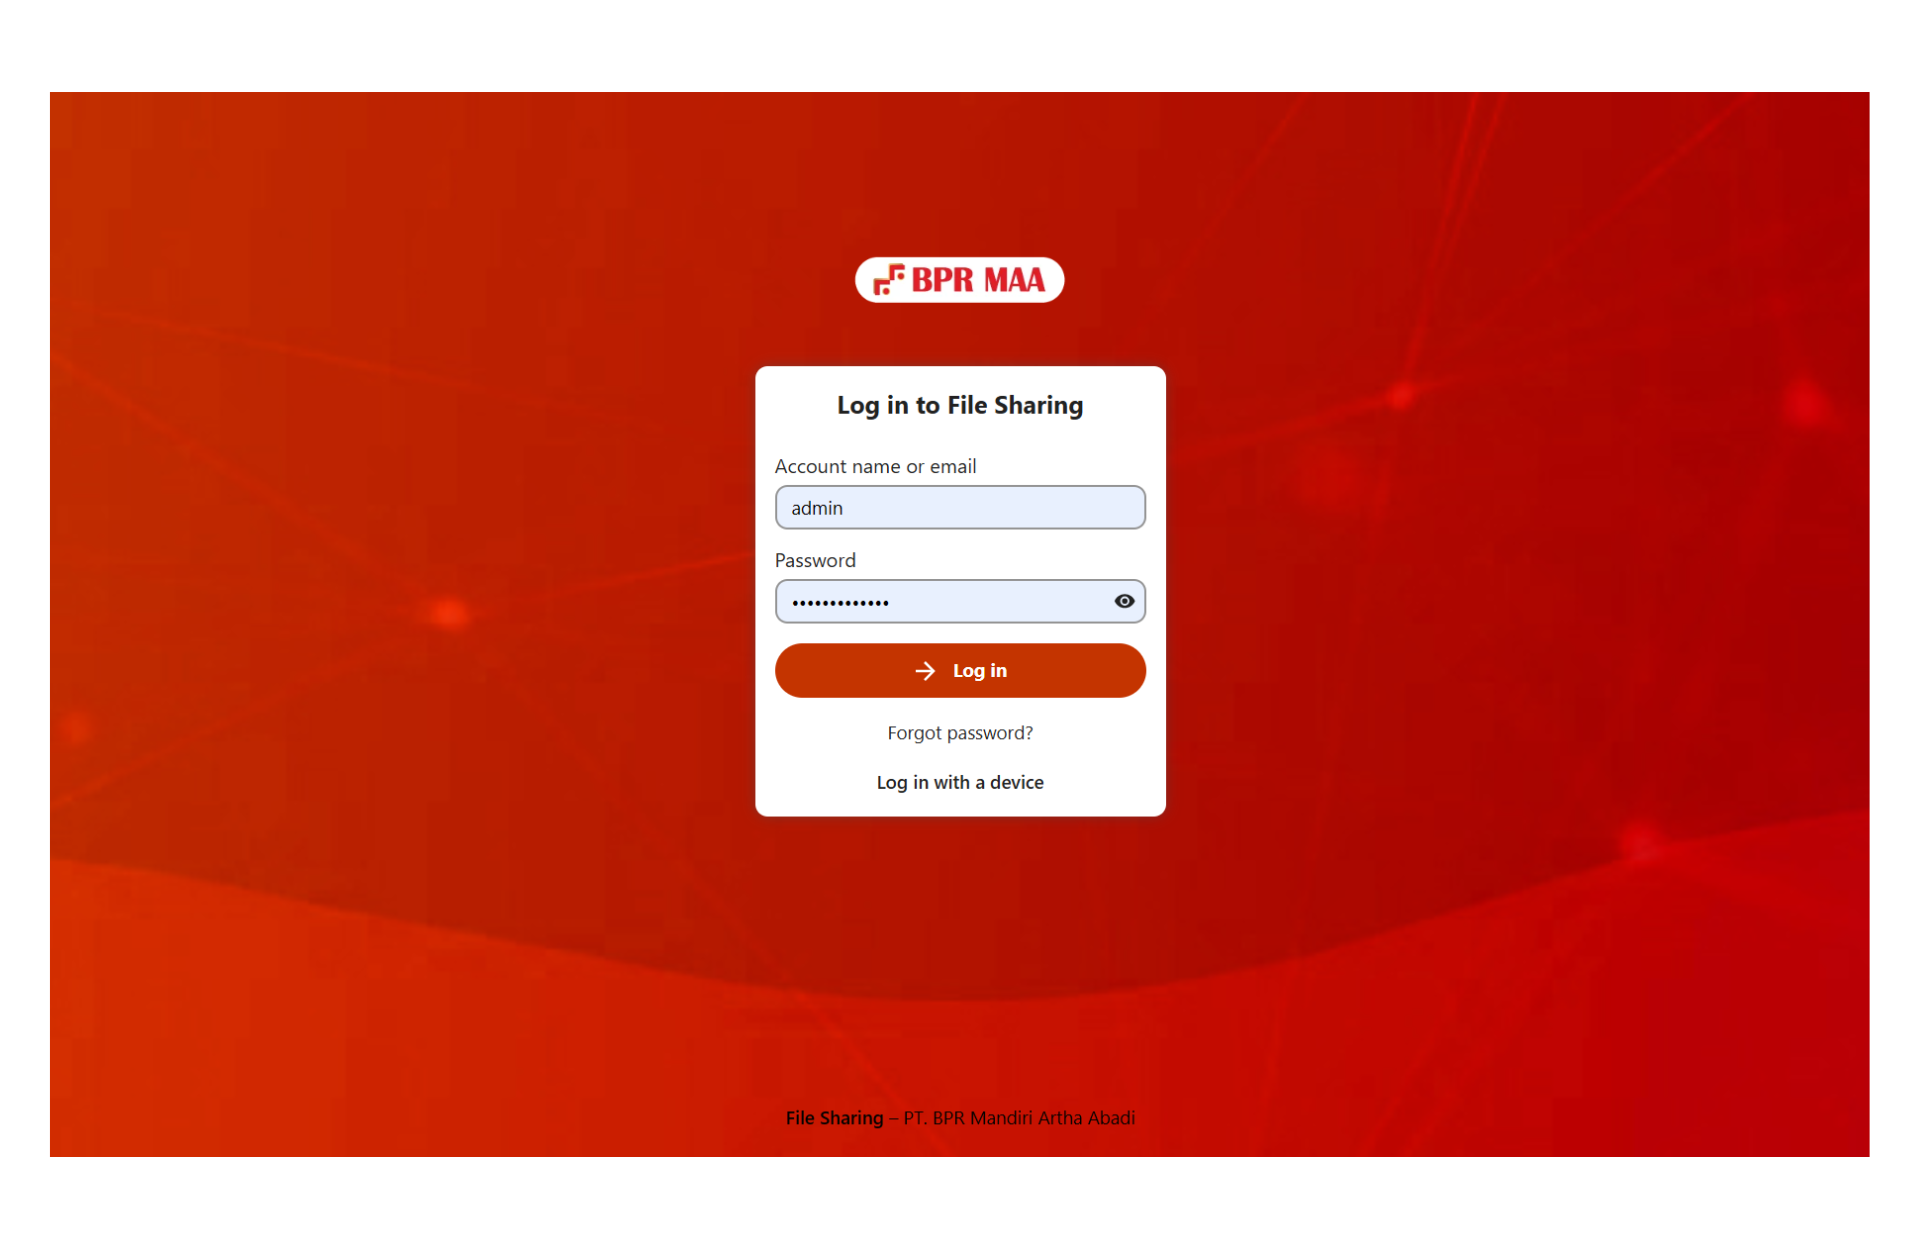 BPR MAA
Log in to File Sharing
Account name or email
admin
Password
•••••••••••••
Log in
Forgot password?
Log in with a device
File Sharing – PT. BPR Mandiri Artha Abadi